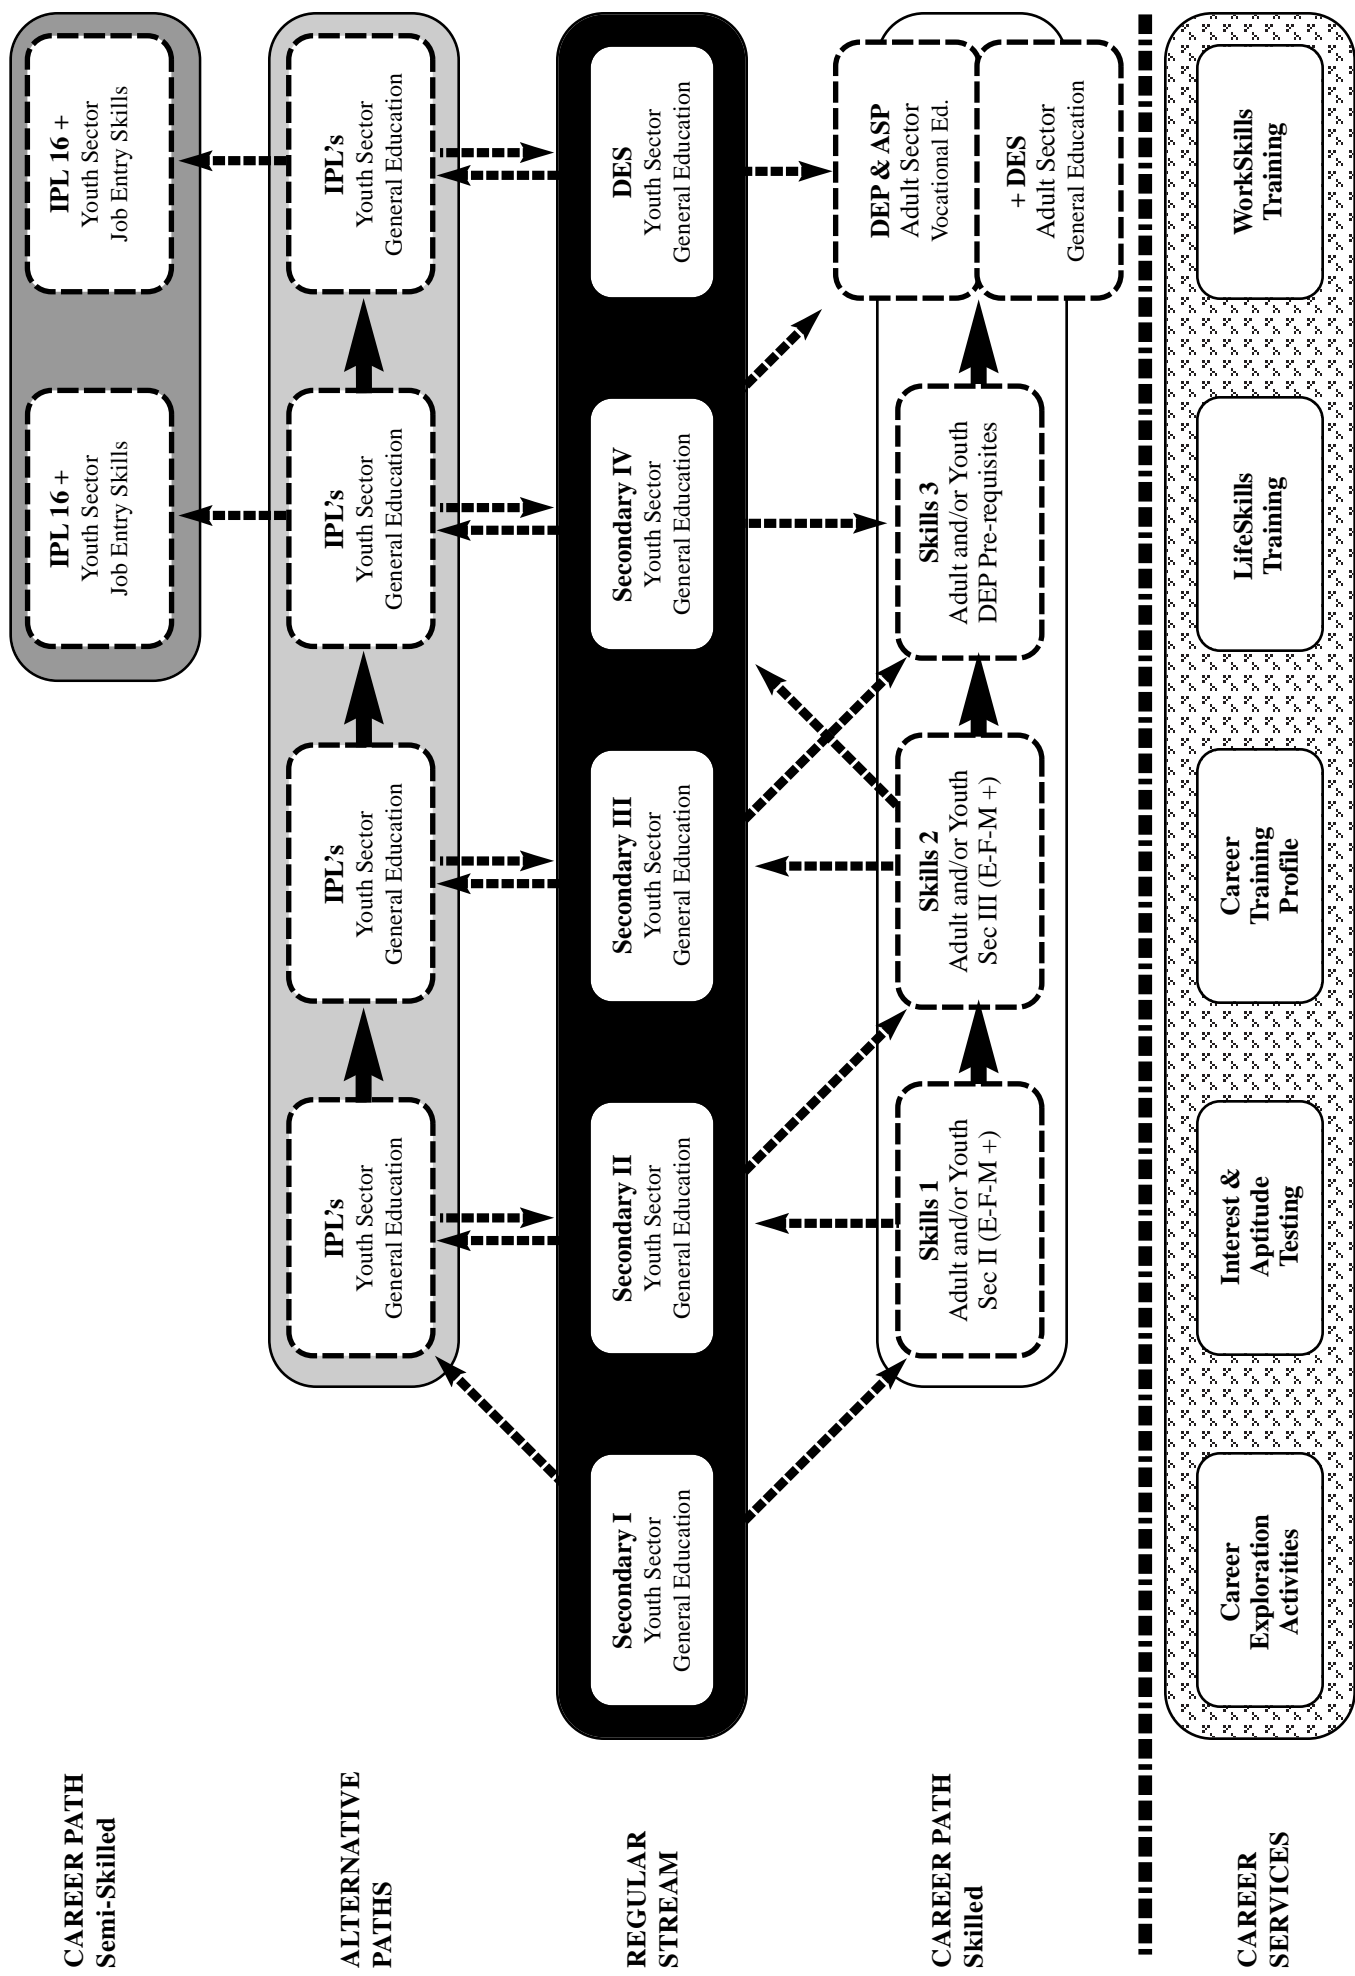 CAREER PATH
Semi-Skilled
IPL 16 +
Youth Sector
Job Entry Skills
IPL 16 +
Youth Sector
Job Entry Skills
ALTERNATIVE
PATHS
IPL's
Youth Sector
General Education
IPL's
Youth Sector
General Education
IPL's
Youth Sector
General Education
IPL's
Youth Sector
General Education
REGULAR
STREAM
Secondary I
Youth Sector
General Education
Secondary II
Youth Sector
General Education
Secondary III
Youth Sector
General Education
Secondary IV
Youth Sector
General Education
DES
Youth Sector
General Education
CAREER PATH
Skilled
Skills 1
Adult and/or Youth
Sec II (E-F-M +)
Skills 2
Adult and/or Youth
Sec III (E-F-M +)
Skills 3
Adult and/or Youth
DEP Pre-requisites
DEP & ASP
Adult Sector
Vocational Ed.
+ DES
Adult Sector
General Education
CAREER
SERVICES
Career
Exploration
Activities
Interest &
Aptitude
Testing
Career
Training
Profile
LifeSkills
Training
WorkSkills
Training